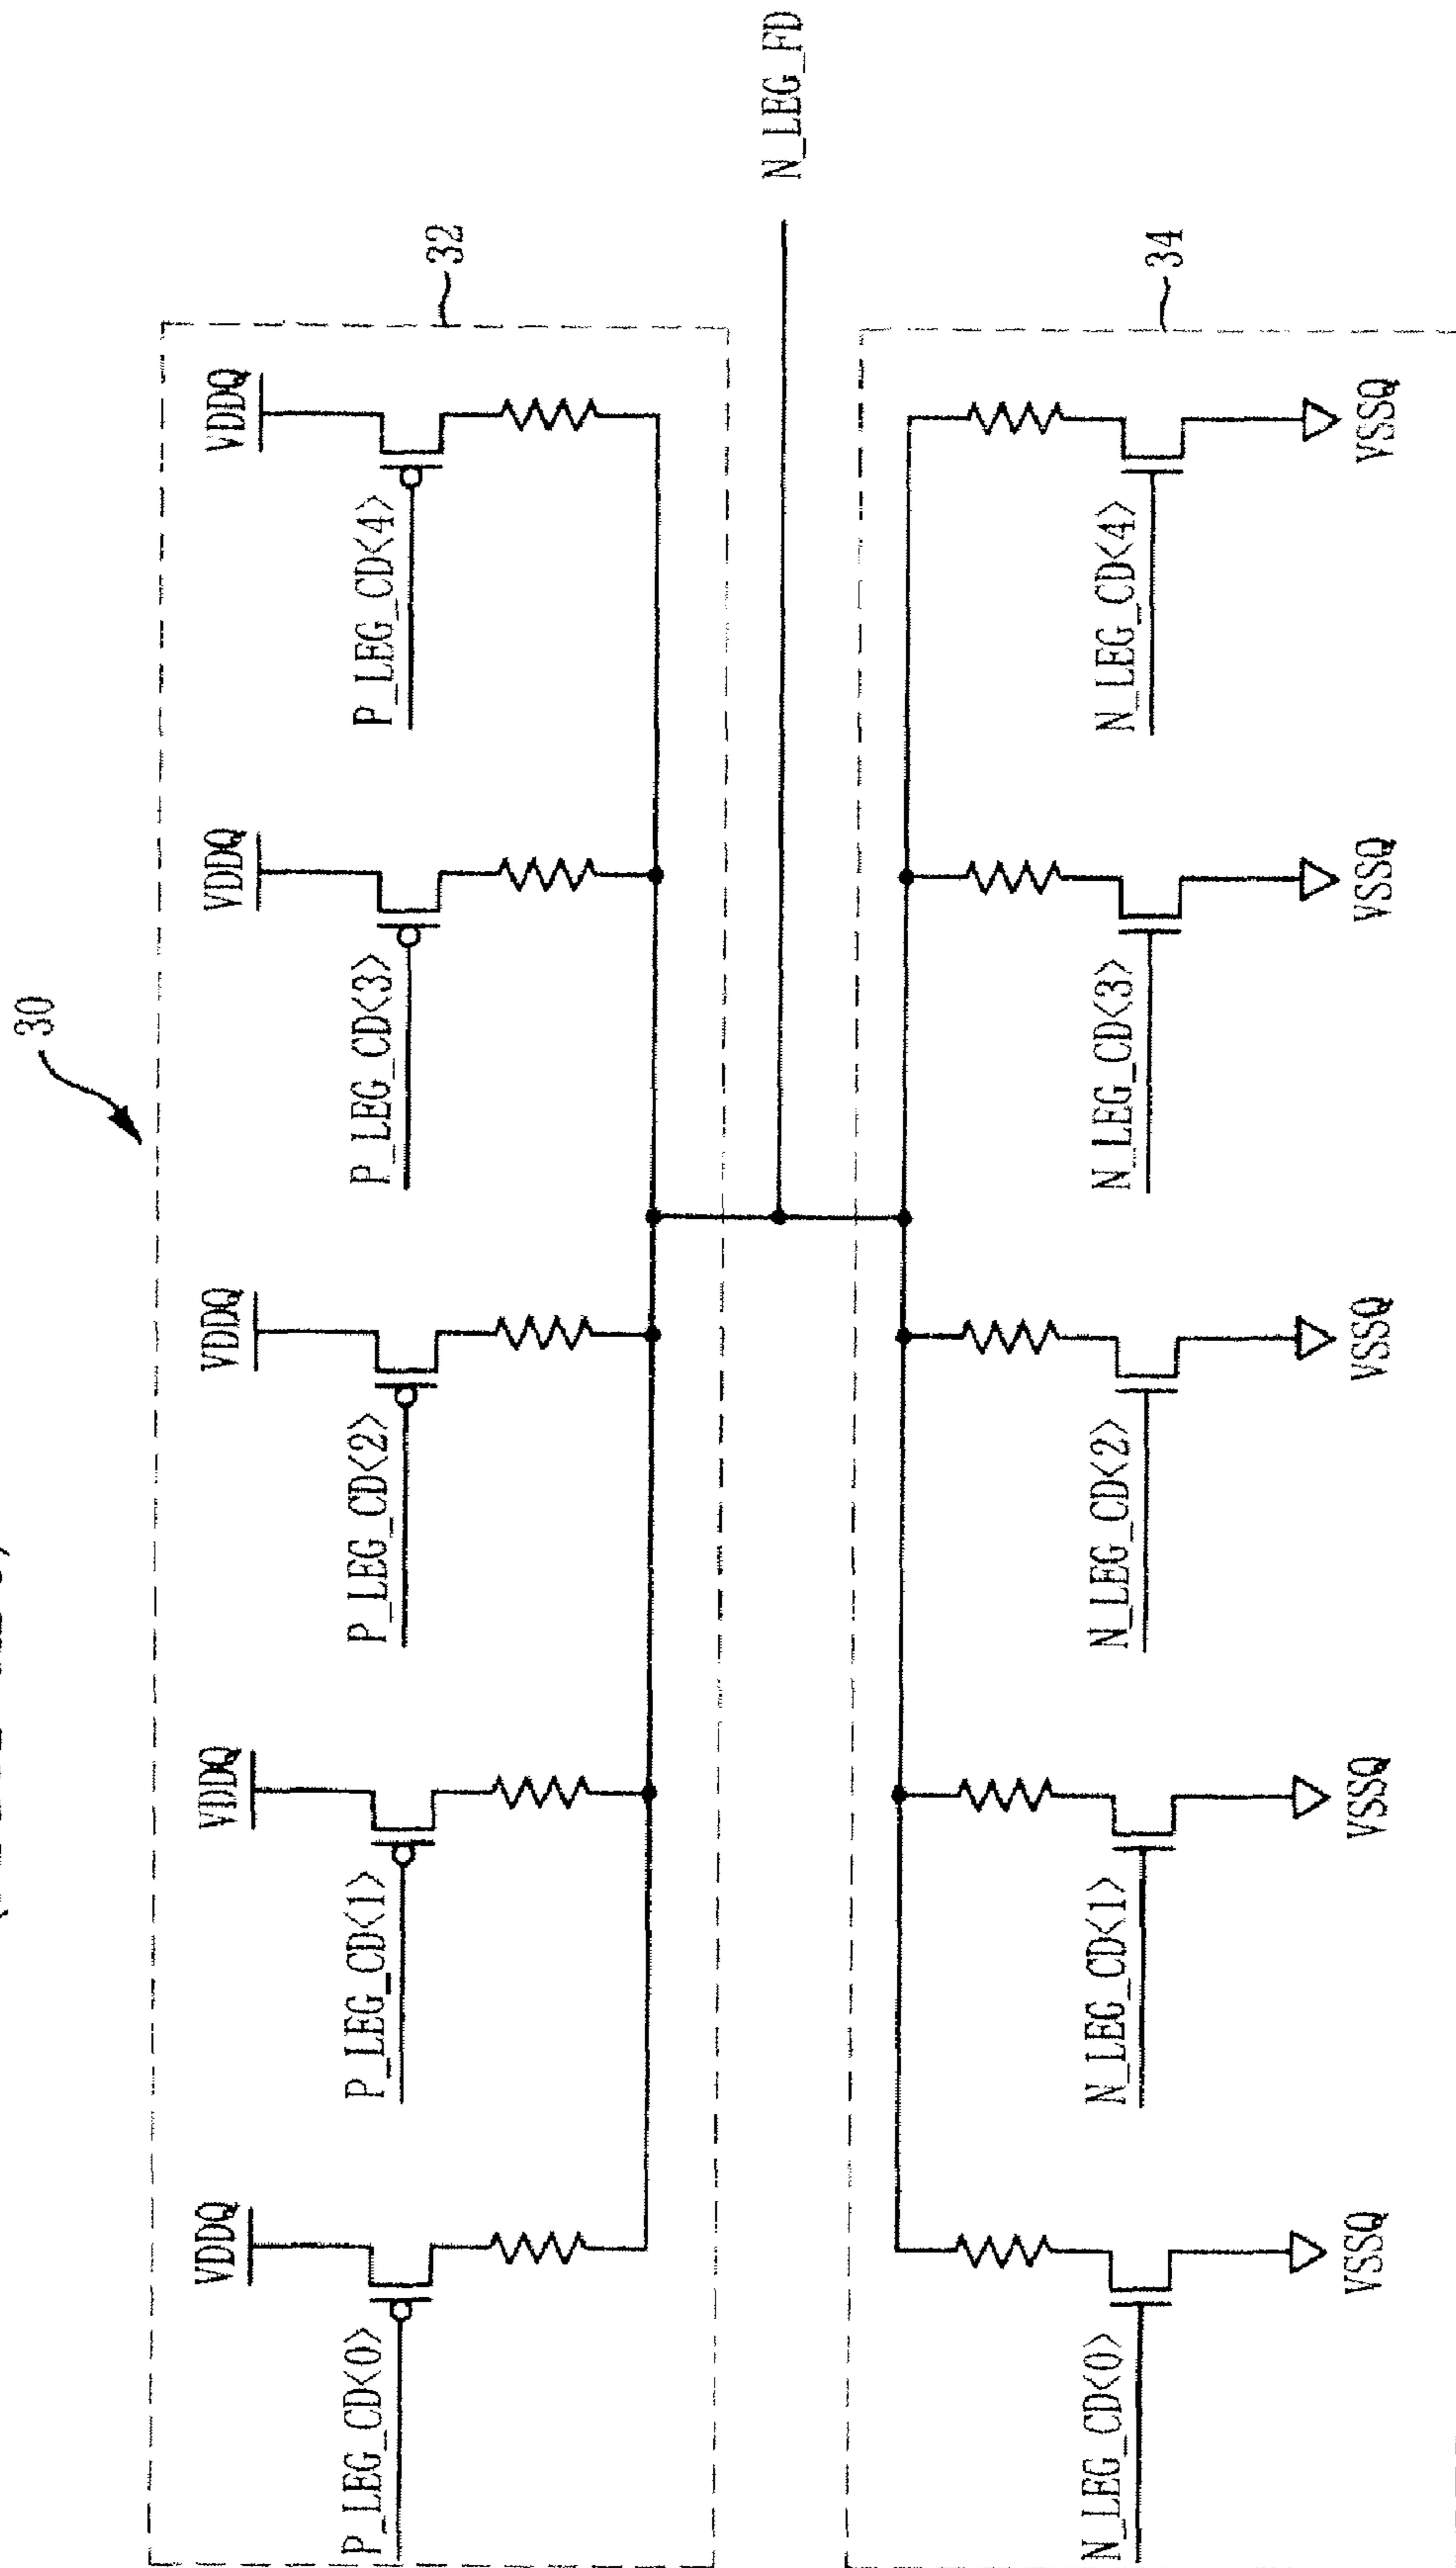 30
VDDQ VDDQ VDDQ VDDQ VDDQ
P_LEG_CD<0> P_LEG_CD<1> P_LEG_CD<2> P_LEG_CD<3> P_LEG_CD<4>
32
N_LEG_FD
34
N_LEG_CD<0> N_LEG_CD<1> N_LEG_CD<2> N_LEG_CD<3> N_LEG_CD<4>
VSSQ VSSQ VSSQ VSSQ VSSQ